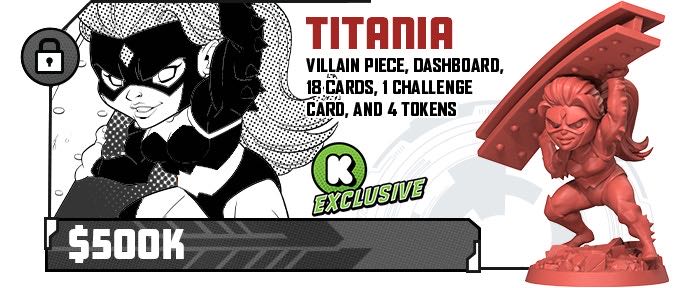 TITANIA
VILLAIN PIECE, DASHBOARD,
18 CARDS, 1 CHALLENGE
CARD, AND 4 TOKENS
K
EXCLUSIVE
$500K